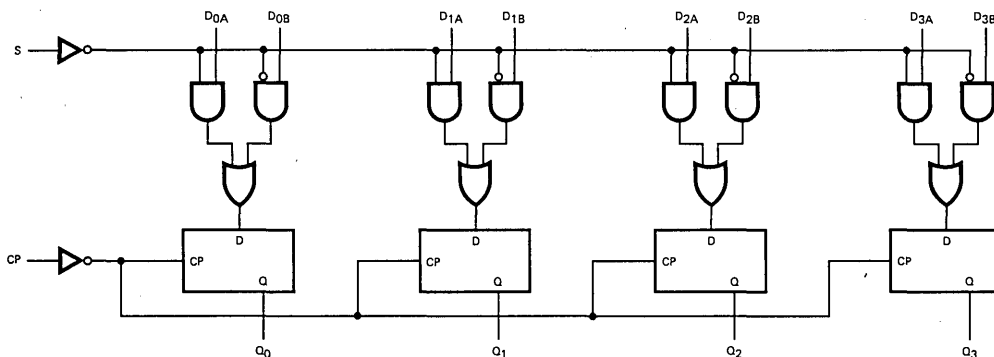 D0A D0B D1A D1B D2A D2B D3A D3B
S
D D D D
CP CP CP CP CP
Q Q Q Q
Q0 Q1 Q2 Q3